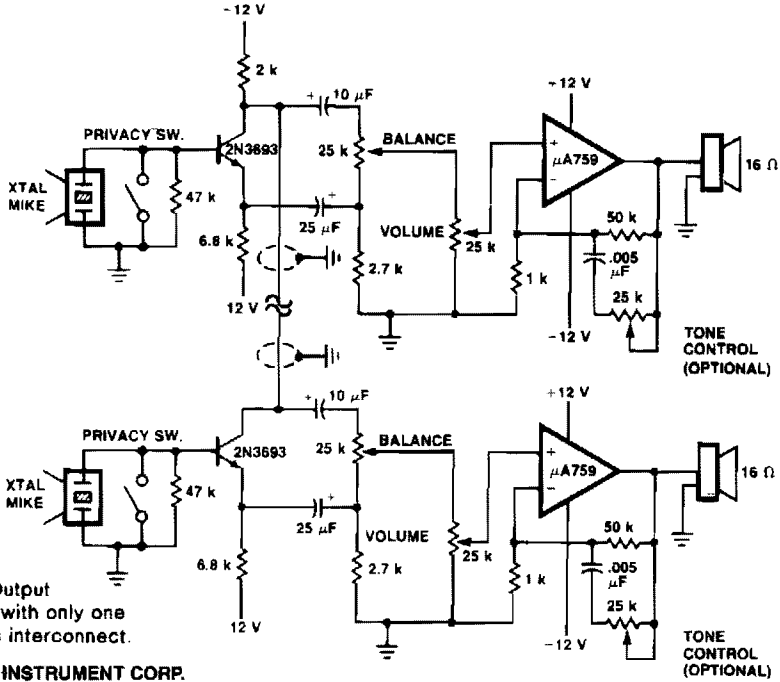 -12 V
2 k
+ 10 µF
+12 V
PRIVACY SW.
2N3693
25 k
BALANCE
+
µA759
-
16 Ω
XTAL
MIKE
47 k
+
25 µF
VOLUME
25 k
50 k
6.8 k
2.7 k
1 k
.005
µF
25 k
12 V
-12 V
TONE
CONTROL
(OPTIONAL)
+ 10 µF
+12 V
PRIVACY SW.
2N3693
25 k
BALANCE
+
µA759
-
16 Ω
XTAL
MIKE
47 k
+
25 µF
VOLUME
25 k
50 k
6.8 k
2.7 k
1 k
.005
µF
25 k
12 V
-12 V
TONE
CONTROL
(OPTIONAL)
Output
with only one
interconnect.
INSTRUMENT CORP.